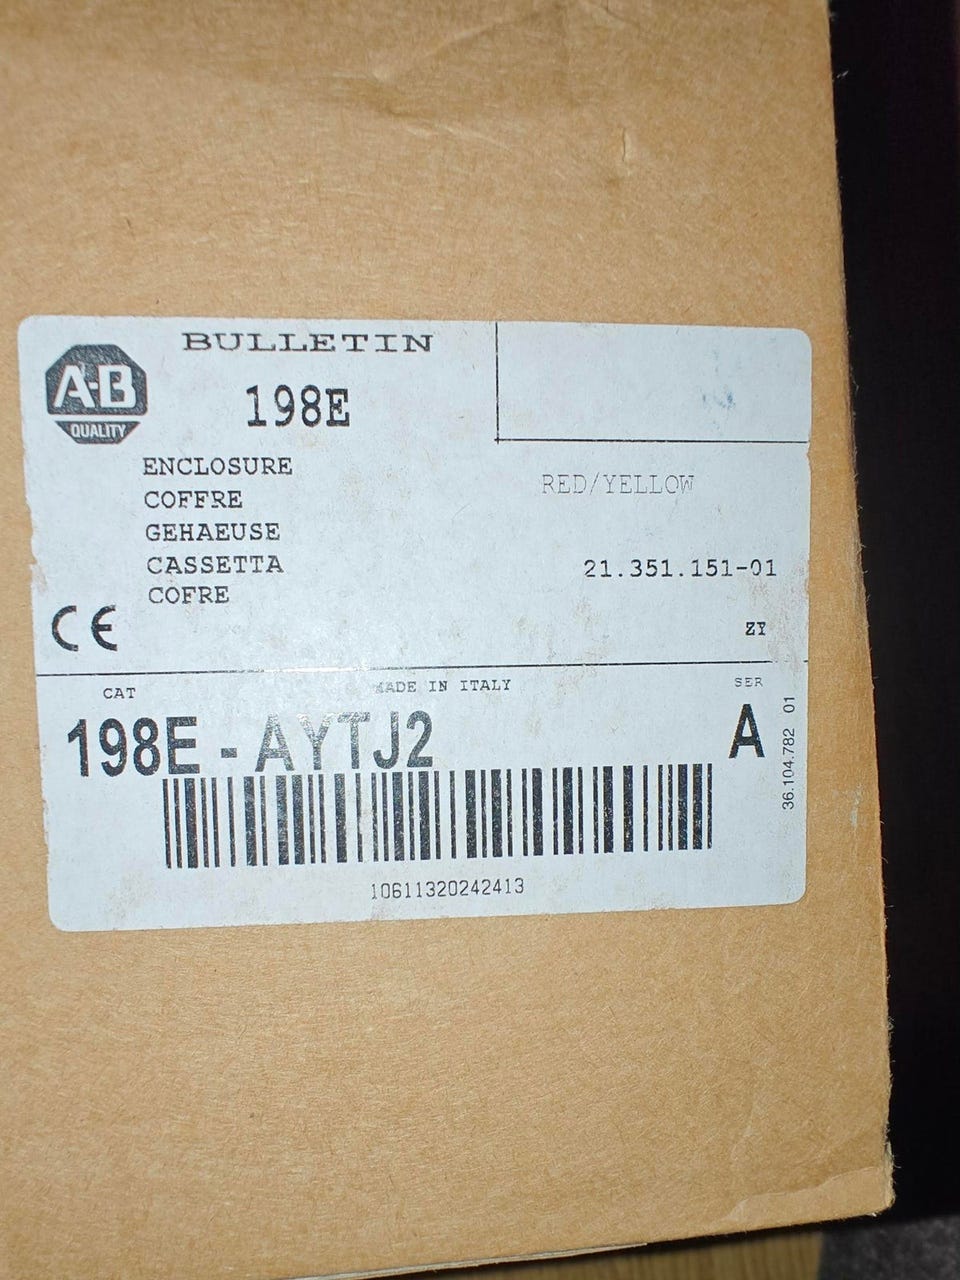 BULLETIN
A-B
QUALITY
198E
ENCLOSURE
COFFRE
GEHAEUSE
CASSETTA
COFRE
RED/YELLOW
21.351.151-01
ZY
CE
CAT
MADE IN ITALY
SER
198E-AYTJ2
A
36.104.782 01
10611320242413